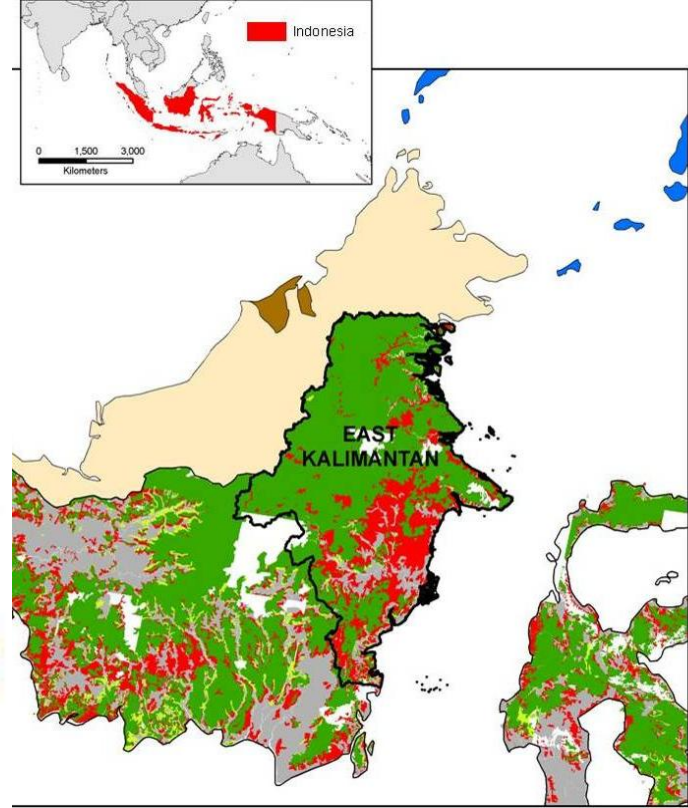 Indonesia
0 1,500 3,000
Kilometers
EAST
KALIMANTAN